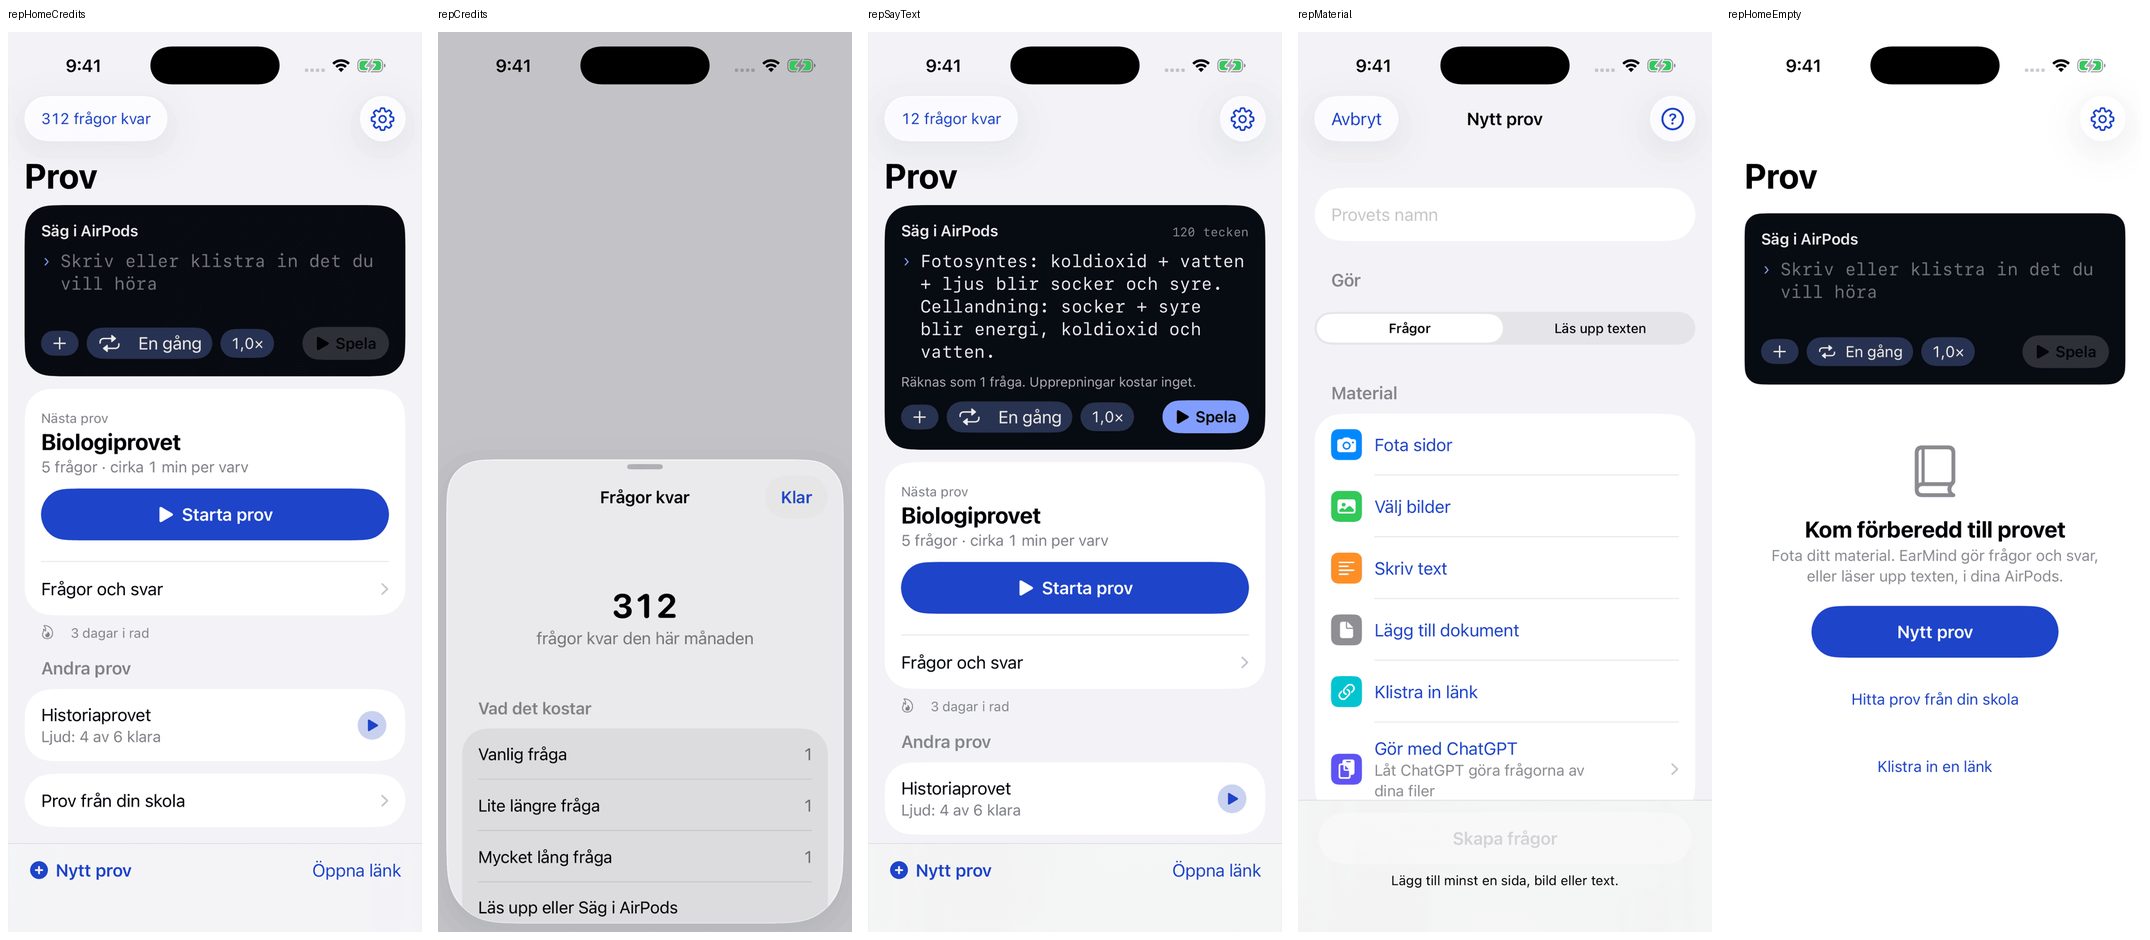 repHomeCredits
9:41
312 frågor kvar
Prov
Säg i AirPods
› Skriv eller klistra in det du
vill höra
+
En gång
1,0×
Spela
Nästa prov
Biologiprovet
5 frågor · cirka 1 min per varv
Starta prov
Frågor och svar
3 dagar i rad
Andra prov
Historiaprovet
Ljud: 4 av 6 klara
Prov från din skola
Nytt prov
Öppna länk
repCredits
9:41
Frågor kvar
Klar
312
frågor kvar den här månaden
Vad det kostar
Vanlig fråga 1
Lite längre fråga 1
Mycket lång fråga 1
Läs upp eller Säg i AirPods
repSayText
9:41
12 frågor kvar
Prov
Säg i AirPods
120 tecken
› Fotosyntes: koldioxid + vatten
+ ljus blir socker och syre.
Cellandning: socker + syre
blir energi, koldioxid och
vatten.
Räknas som 1 fråga. Upprepningar kostar inget.
+
En gång
1,0×
Spela
Nästa prov
Biologiprovet
5 frågor · cirka 1 min per varv
Starta prov
Frågor och svar
3 dagar i rad
Andra prov
Historiaprovet
Ljud: 4 av 6 klara
Nytt prov
Öppna länk
repMaterial
9:41
Avbryt
Nytt prov
?
Provets namn
Gör
Frågor
Läs upp texten
Material
Fota sidor
Välj bilder
Skriv text
Lägg till dokument
Klistra in länk
Gör med ChatGPT
Låt ChatGPT göra frågorna av
dina filer
Skapa frågor
Lägg till minst en sida, bild eller text.
repHomeEmpty
9:41
Prov
Säg i AirPods
› Skriv eller klistra in det du
vill höra
+
En gång
1,0×
Spela
Kom förberedd till provet
Fota ditt material. EarMind gör frågor och svar,
eller läser upp texten, i dina AirPods.
Nytt prov
Hitta prov från din skola
Klistra in en länk